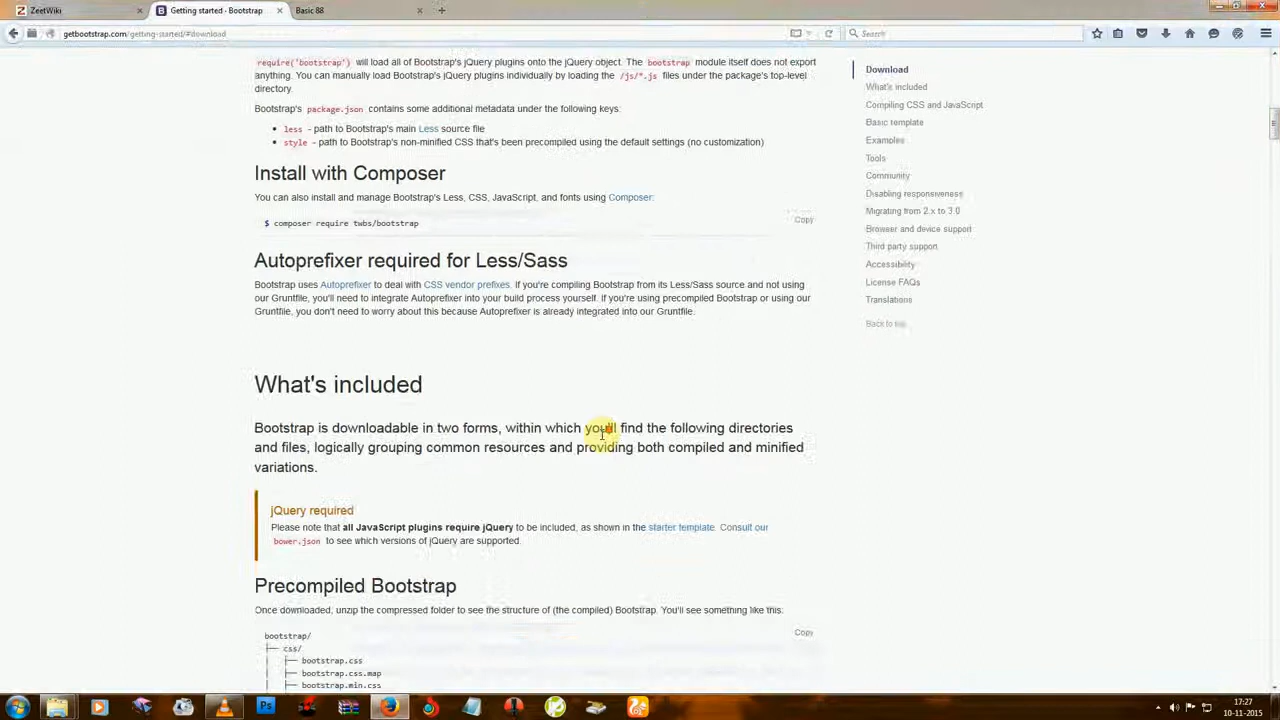 ZeetWiki × Getting started · Bootstrap × Basic 88 × +
getbootstrap.com/getting-started/#download Search
require('bootstrap') will load all of Bootstrap's jQuery plugins onto the jQuery object. The bootstrap module itself does not export
anything. You can manually load Bootstrap's jQuery plugins individually by loading the /js/*.js files under the package's top-level
directory.
Bootstrap's package.json contains some additional metadata under the following keys:
• less - path to Bootstrap's main Less source file
• style - path to Bootstrap's non-minified CSS that's been precompiled using the default settings (no customization)
Install with Composer
You can also install and manage Bootstrap's Less, CSS, JavaScript, and fonts using Composer:
$ composer require twbs/bootstrap
Copy
Autoprefixer required for Less/Sass
Bootstrap uses Autoprefixer to deal with CSS vendor prefixes. If you're compiling Bootstrap from its Less/Sass source and not using
our Gruntfile, you'll need to integrate Autoprefixer into your build process yourself. If you're using precompiled Bootstrap or using our
Gruntfile, you don't need to worry about this because Autoprefixer is already integrated into our Gruntfile.
What's included
Bootstrap is downloadable in two forms, within which you'll find the following directories
and files, logically grouping common resources and providing both compiled and minified
variations.
jQuery required
Please note that all JavaScript plugins require jQuery to be included, as shown in the starter template. Consult our
bower.json to see which versions of jQuery are supported.
Precompiled Bootstrap
Once downloaded, unzip the compressed folder to see the structure of (the compiled) Bootstrap. You'll see something like this:
Copy
bootstrap/
├── css/
│ ├── bootstrap.css
│ ├── bootstrap.css.map
│ ├── bootstrap.min.css
Download
What's included
Compiling CSS and JavaScript
Basic template
Examples
Tools
Community
Disabling responsiveness
Migrating from 2.x to 3.0
Browser and device support
Third party support
Accessibility
License FAQs
Translations
Back to top
Ps
17:27
10-11-2015